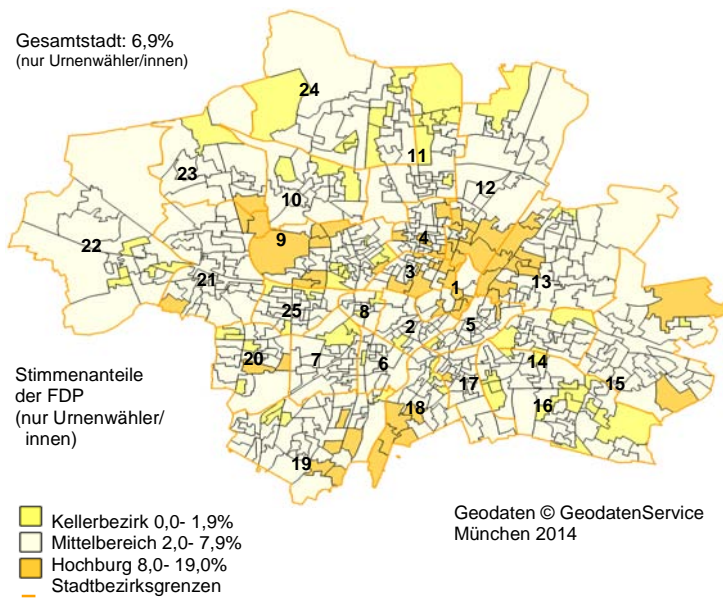 Gesamtstadt: 6,9%
(nur Urnenwähler/innen)
24
11
23
10
12
22
9
4
21
3
1
13
25
8
2
5
20
7
6
14
17
15
16
18
19
Stimmenanteile
der FDP
(nur Urnenwähler/
innen)
Kellerbezirk 0,0- 1,9%
Mittelbereich 2,0- 7,9%
Hochburg 8,0- 19,0%
Stadtbezirksgrenzen
Geodaten © GeodatenService
München 2014